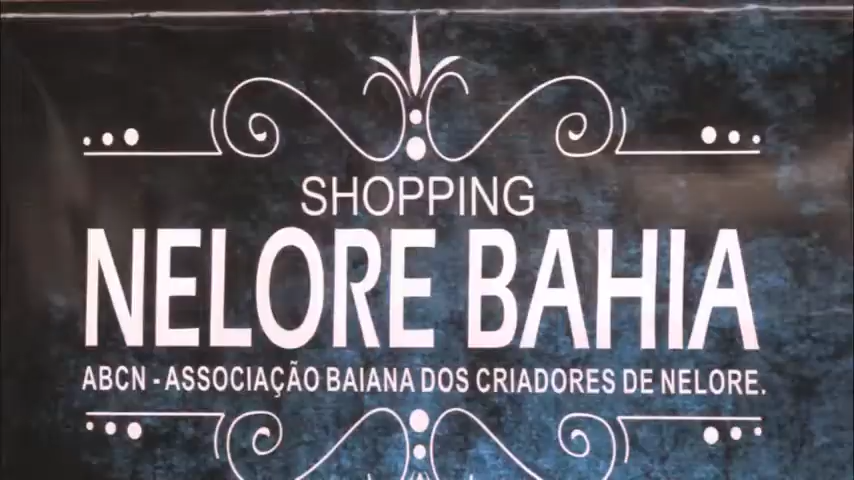 SHOPPING
NELORE BAHIA
ABCN - ASSOCIAÇÃO BAIANA DOS CRIADORES DE NELORE.